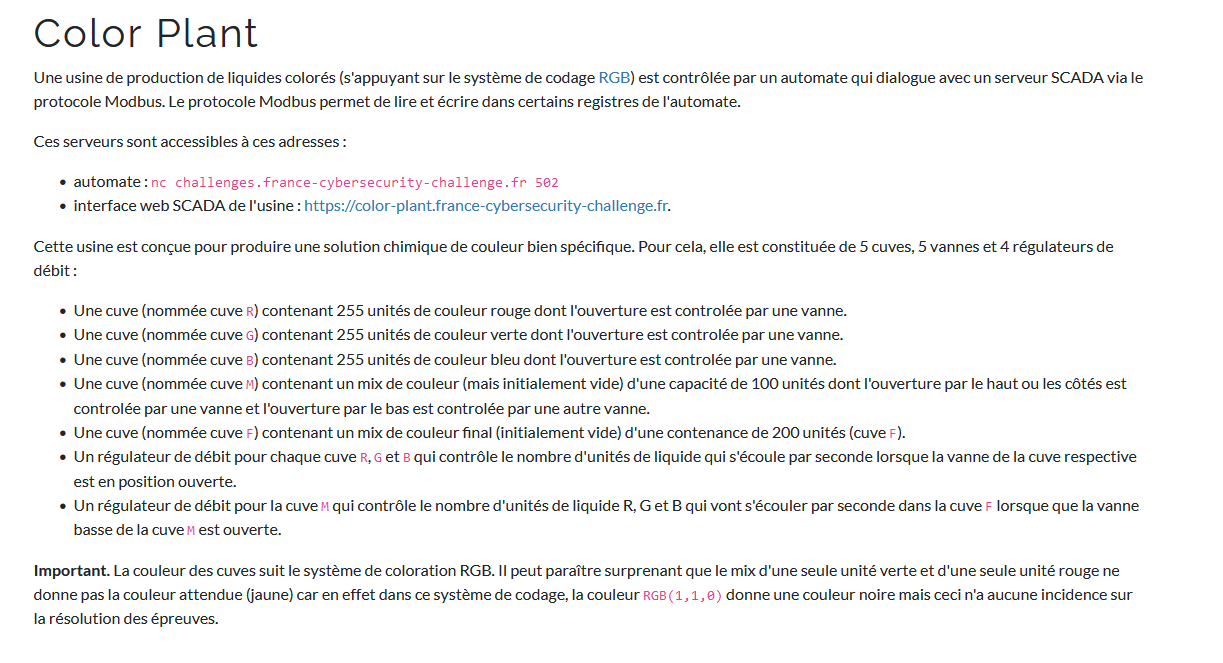 Color Plant
Une usine de production de liquides colorés (s'appuyant sur le système de codage RGB) est contrôlée par un automate qui dialogue avec un serveur SCADA via le
protocole Modbus. Le protocole Modbus permet de lire et écrire dans certains registres de l'automate.
Ces serveurs sont accessibles à ces adresses :
• automate : nc challenges.france-cybersecurity-challenge.fr 502
• interface web SCADA de l'usine : https://color-plant.france-cybersecurity-challenge.fr.
Cette usine est conçue pour produire une solution chimique de couleur bien spécifique. Pour cela, elle est constituée de 5 cuves, 5 vannes et 4 régulateurs de
débit :
• Une cuve (nommée cuve R) contenant 255 unités de couleur rouge dont l'ouverture est controlée par une vanne.
• Une cuve (nommée cuve G) contenant 255 unités de couleur verte dont l'ouverture est controlée par une vanne.
• Une cuve (nommée cuve B) contenant 255 unités de couleur bleu dont l'ouverture est controlée par une vanne.
• Une cuve (nommée cuve M) contenant un mix de couleur (mais initialement vide) d'une capacité de 100 unités dont l'ouverture par le haut ou les côtés est
controlée par une vanne et l'ouverture par le bas est controlée par une autre vanne.
• Une cuve (nommée cuve F) contenant un mix de couleur final (initialement vide) d'une contenance de 200 unités (cuve F).
• Un régulateur de débit pour chaque cuve R, G et B qui contrôle le nombre d'unités de liquide qui s'écoule par seconde lorsque la vanne de la cuve respective
est en position ouverte.
• Un régulateur de débit pour la cuve M qui contrôle le nombre d'unités de liquide R, G et B qui vont s'écouler par seconde dans la cuve F lorsque que la vanne
basse de la cuve M est ouverte.
Important. La couleur des cuves suit le système de coloration RGB. Il peut paraître surprenant que le mix d'une seule unité verte et d'une seule unité rouge ne
donne pas la couleur attendue (jaune) car en effet dans ce système de codage, la couleur RGB(1,1,0) donne une couleur noire mais ceci n'a aucune incidence sur
la résolution des épreuves.